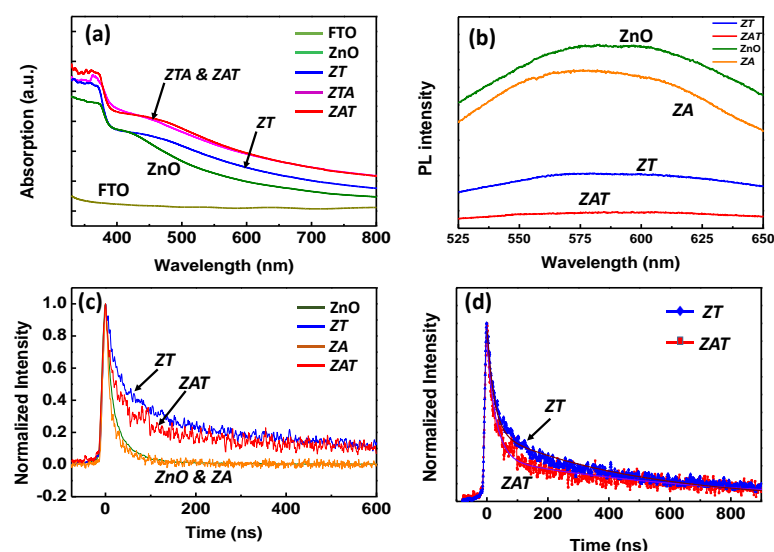 (a)
FTO
ZnO
ZT
ZTA
ZAT
ZTA & ZAT
ZT
ZnO
FTO
Absorption (a.u.)
400 500 600 700 800
Wavelength (nm)
(b)
ZT
ZAT
ZnO
ZA
ZnO
ZA
ZT
ZAT
PL intensity
525 550 575 600 625 650
Wavelength (nm)
(c)
ZnO
ZT
ZA
ZAT
ZT
ZAT
ZnO & ZA
Normalized Intensity
1.0
0.8
0.6
0.4
0.2
0.0
-0.2
0 200 400 600
Time (ns)
(d)
ZT
ZAT
ZT
ZAT
Normalized Intensity
0 200 400 600 800
Time (ns)